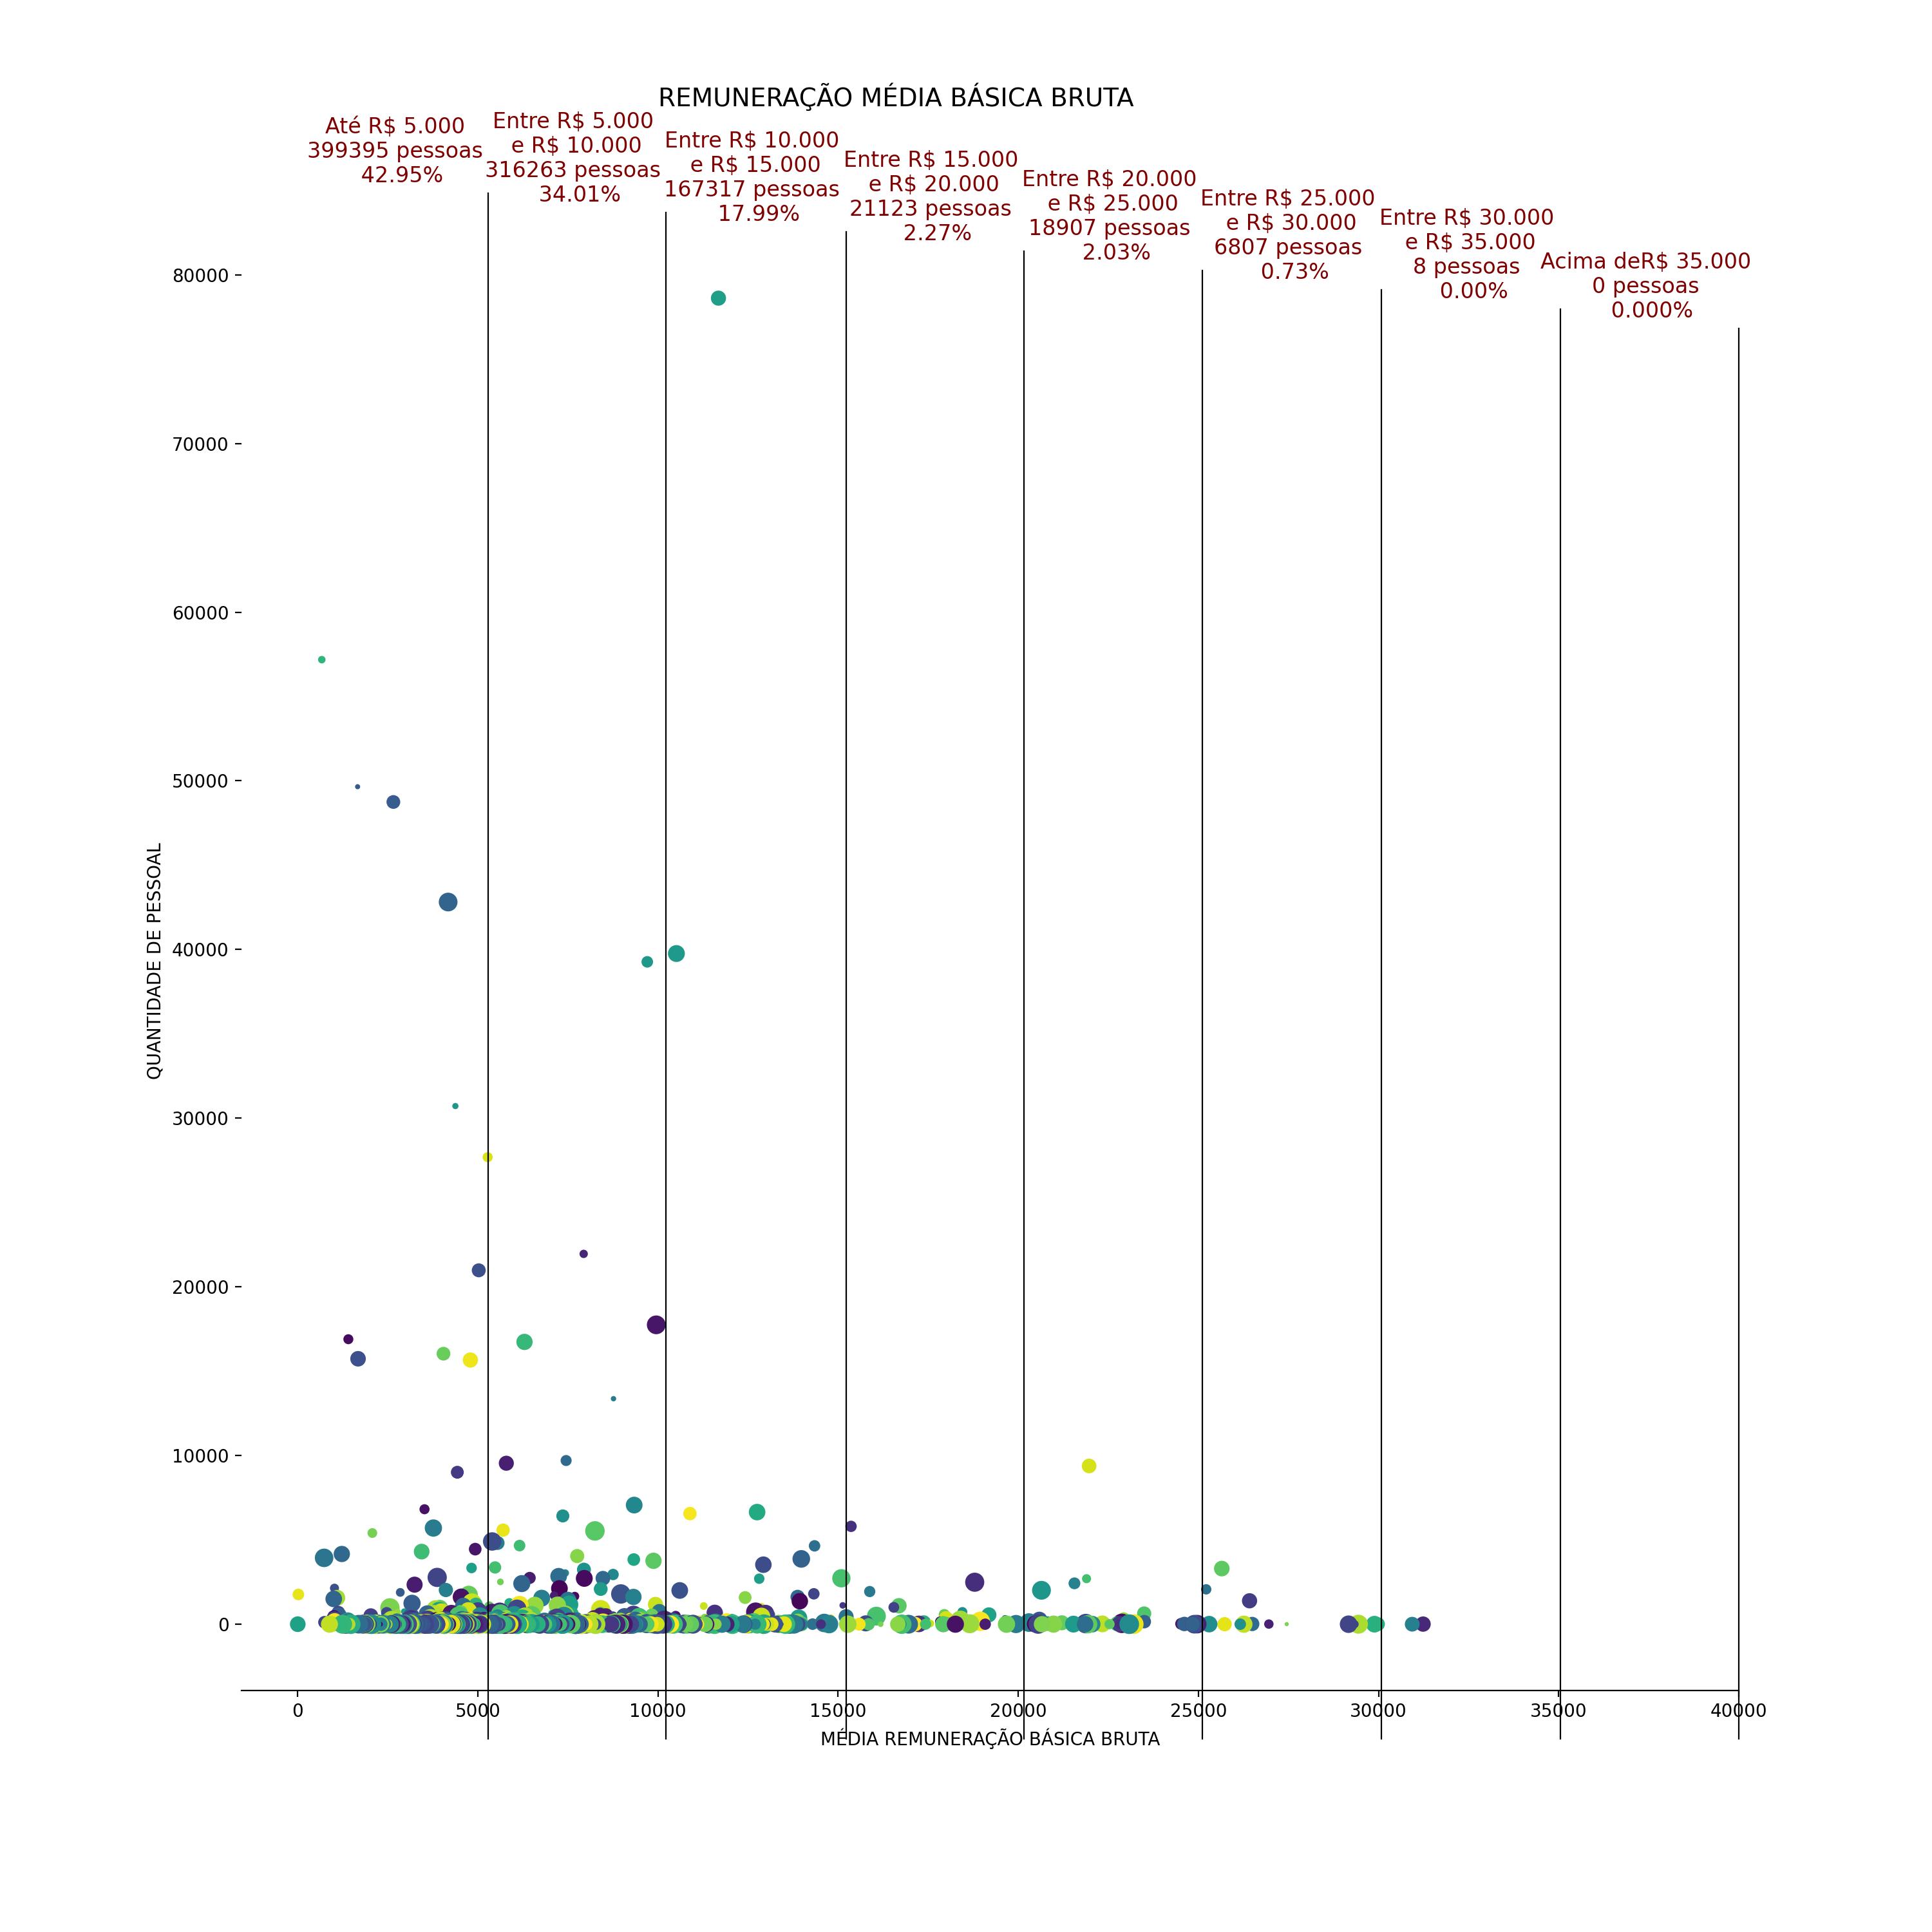 REMUNERAÇÃO MÉDIA BÁSICA BRUTA
Até R$ 5.000
399395 pessoas
42.95%
Entre R$ 5.000
e R$ 10.000
316263 pessoas
34.01%
Entre R$ 10.000
e R$ 15.000
167317 pessoas
17.99%
Entre R$ 15.000
e R$ 20.000
21123 pessoas
2.27%
Entre R$ 20.000
e R$ 25.000
18907 pessoas
2.03%
Entre R$ 25.000
e R$ 30.000
6807 pessoas
0.73%
Entre R$ 30.000
e R$ 35.000
8 pessoas
0.00%
Acima deR$ 35.000
0 pessoas
0.000%
80000
70000
60000
50000
40000
30000
20000
10000
0
QUANTIDADE DE PESSOAL
0 5000 10000 15000 20000 25000 30000 35000 40000
MÉDIA REMUNERAÇÃO BÁSICA BRUTA